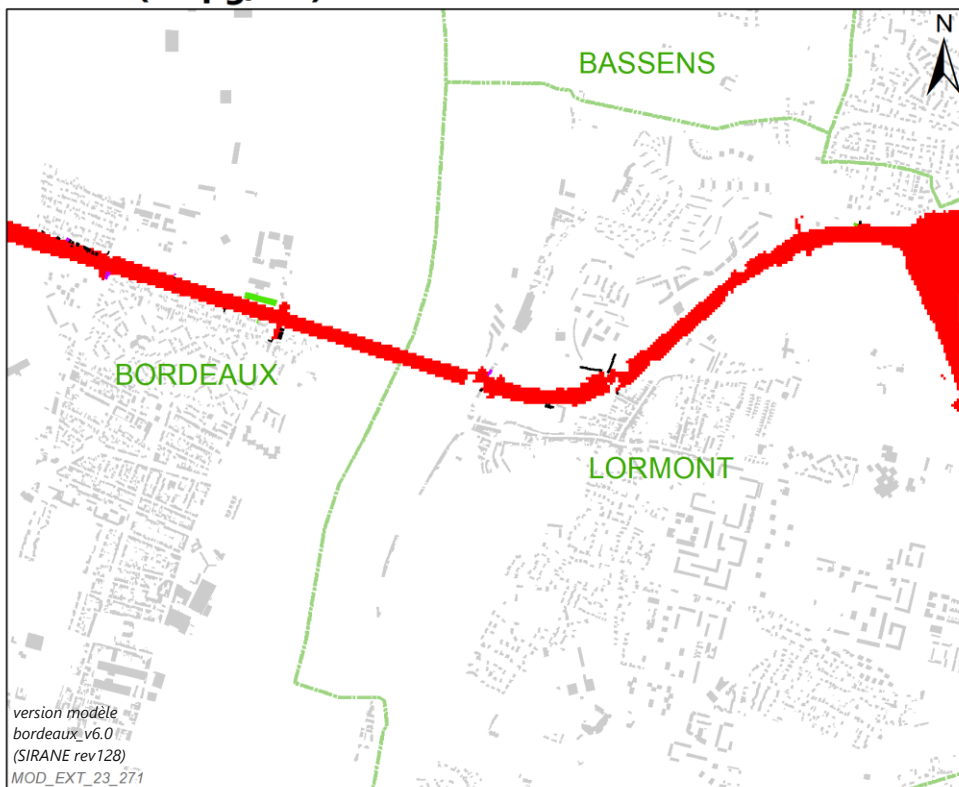 N
BASSENS
BORDEAUX
LORMONT
version modèle
bordeaux_v6.0
(SIRANE rev128)
MOD_EXT_23_271